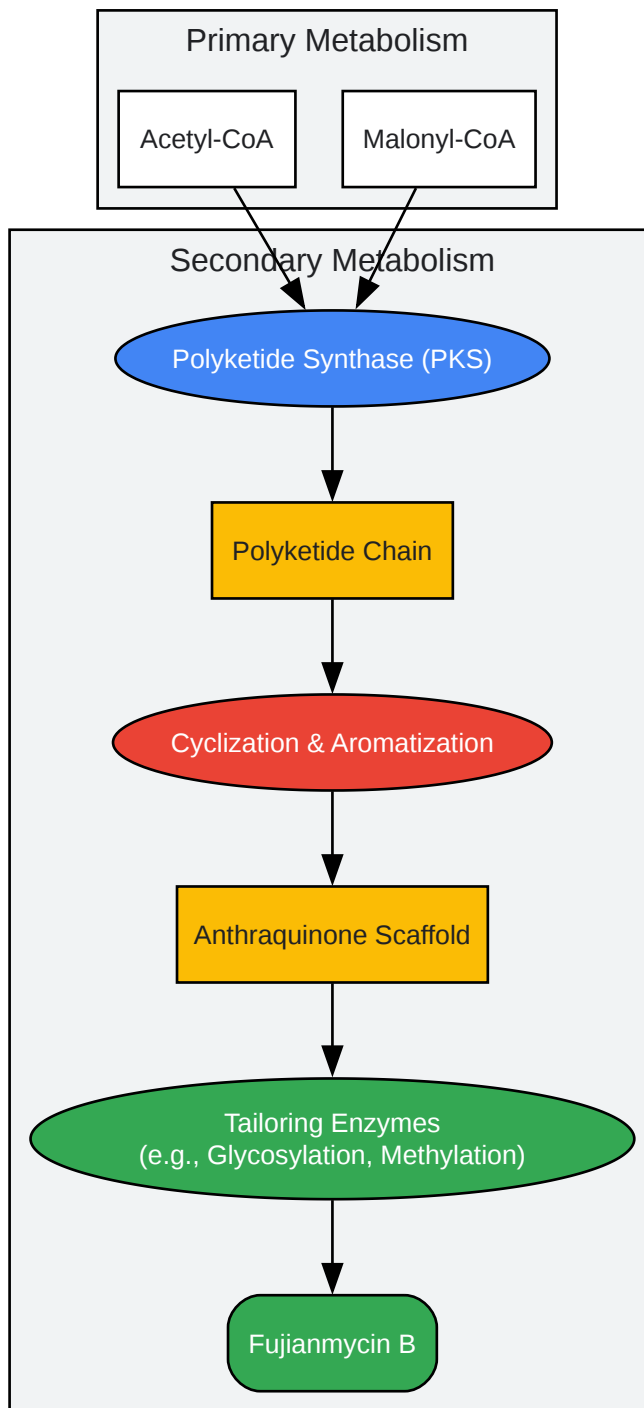 Primary Metabolism
Acetyl-CoA
Malonyl-CoA
Secondary Metabolism
Polyketide Synthase (PKS)
Polyketide Chain
Cyclization & Aromatization
Anthraquinone Scaffold
Tailoring Enzymes
(e.g., Glycosylation, Methylation)
Fujianmycin B